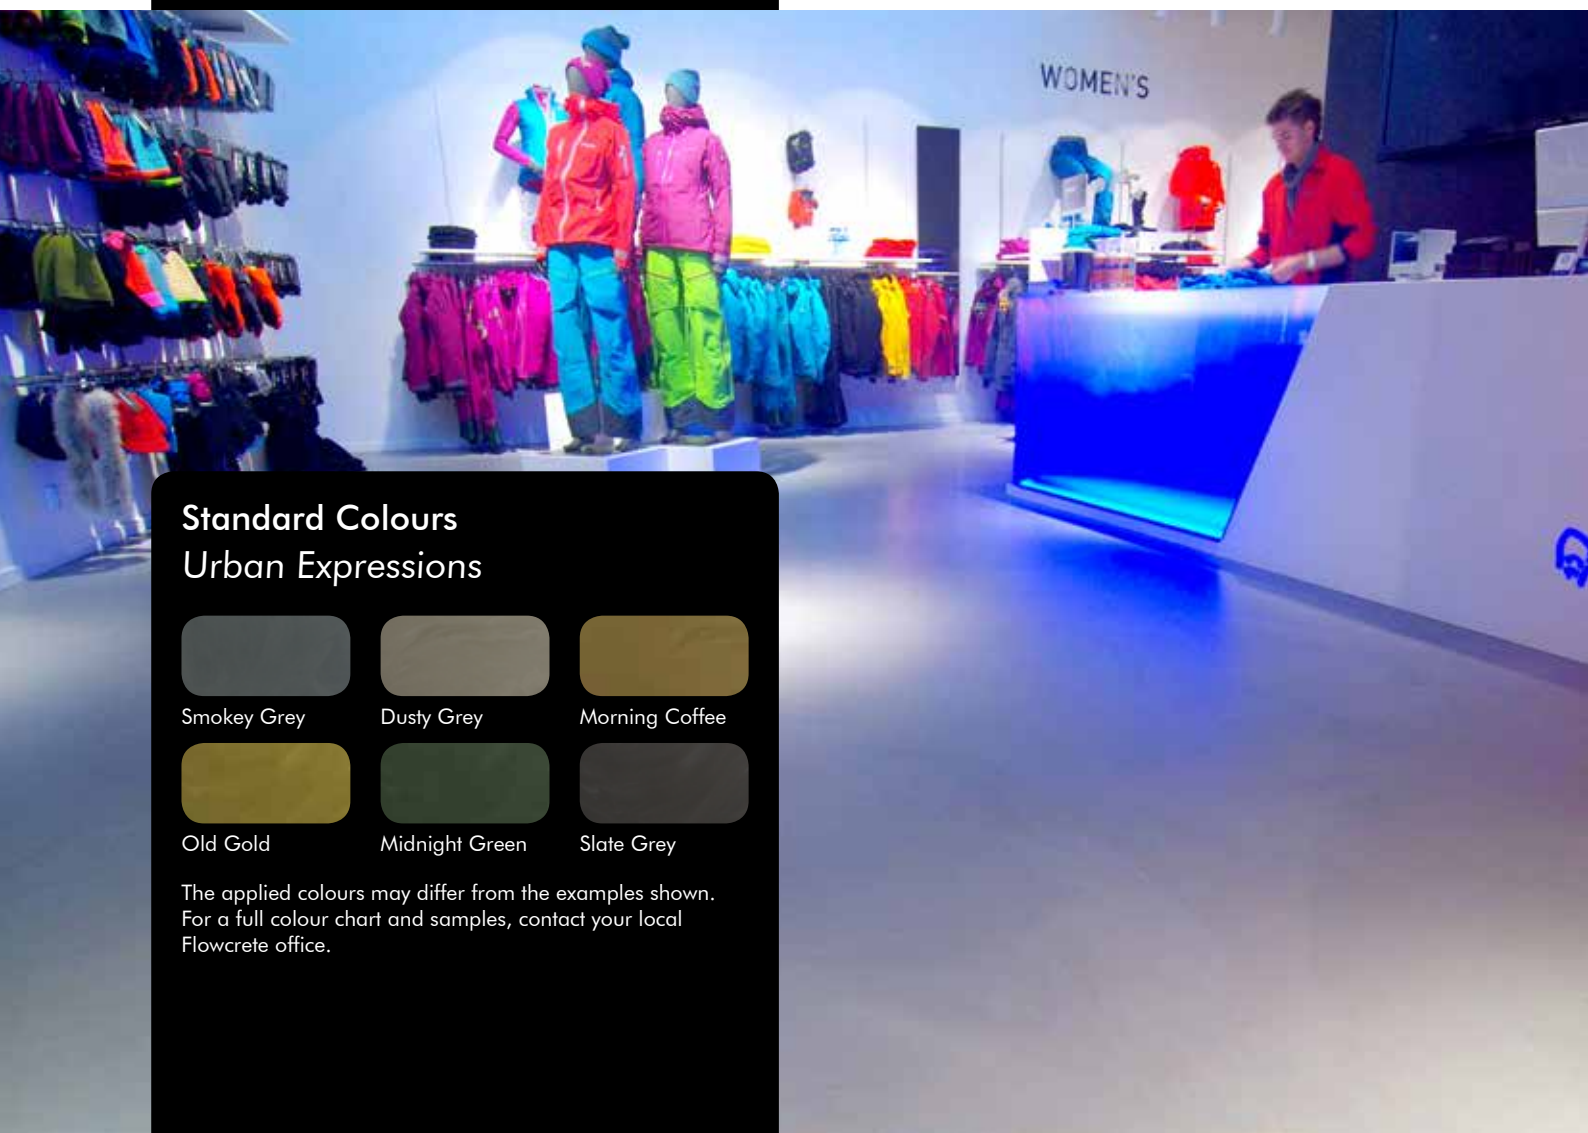 WOMEN'S
Standard Colours
Urban Expressions
Smokey Grey
Dusty Grey
Morning Coffee
Old Gold
Midnight Green
Slate Grey
The applied colours may differ from the examples shown.
For a full colour chart and samples, contact your local
Flowcrete office.